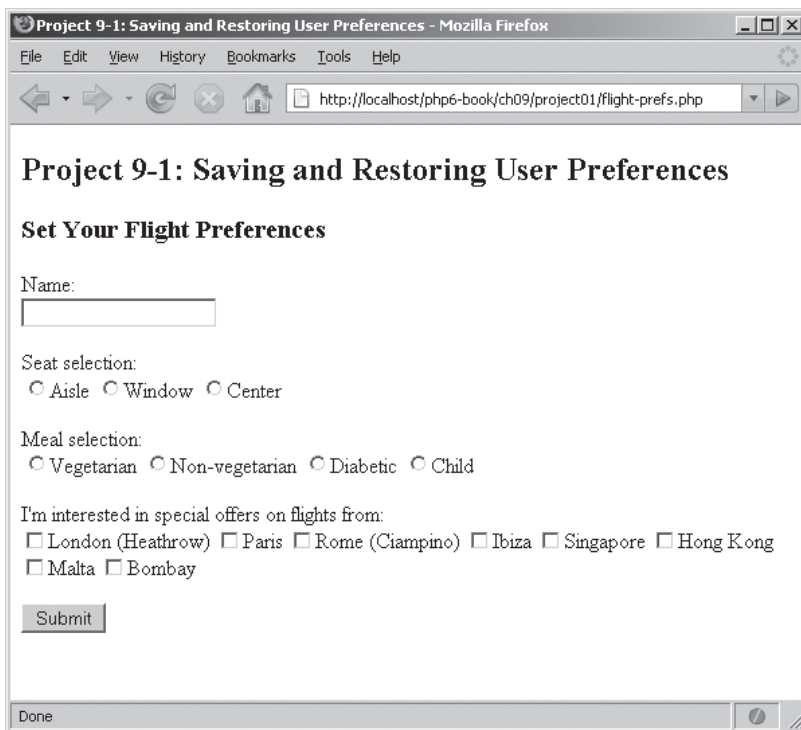 Project 9-1: Saving and Restoring User Preferences - Mozilla Firefox
File Edit View History Bookmarks Tools Help
http://localhost/php6-book/ch09/project01/flight-prefs.php
Project 9-1: Saving and Restoring User Preferences
Set Your Flight Preferences
Name:
Seat selection:
Aisle Window Center
Meal selection:
Vegetarian Non-vegetarian Diabetic Child
I'm interested in special offers on flights from:
London (Heathrow) Paris Rome (Ciampino) Ibiza Singapore Hong Kong
Malta Bombay
Submit
Done